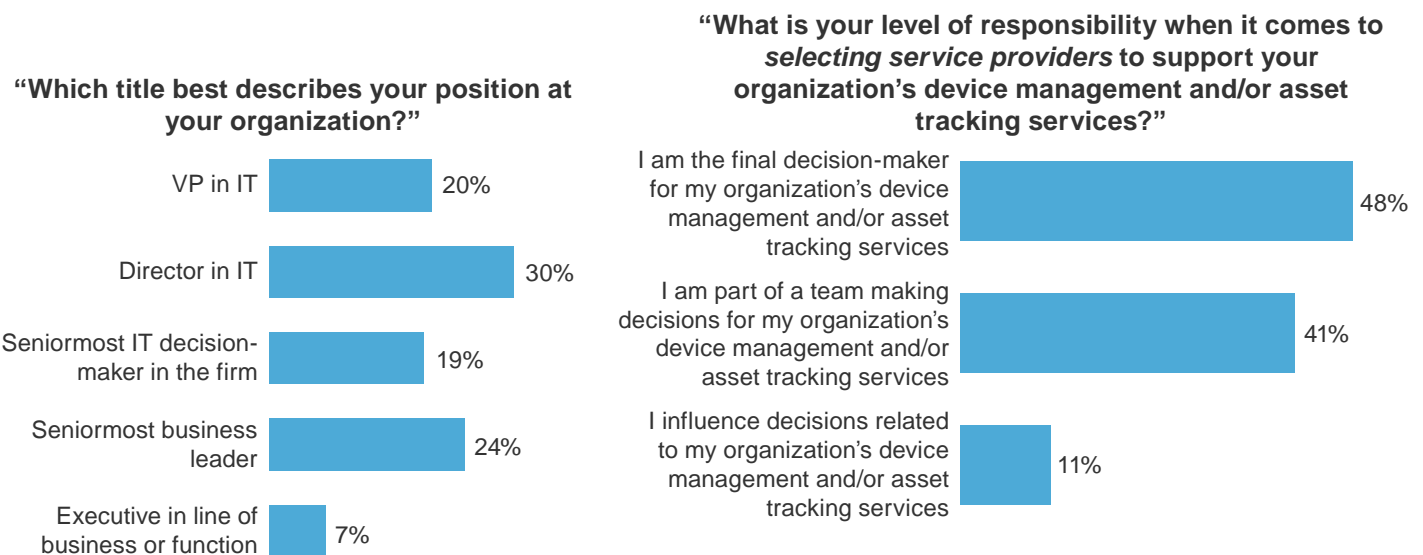 “Which title best describes your position at
your organization?”
VP in IT
20%
Director in IT
30%
Seniormost IT decision-
maker in the firm
19%
Seniormost business
leader
24%
Executive in line of
business or function
7%
“What is your level of responsibility when it comes to
selecting service providers to support your
organization’s device management and/or asset
tracking services?”
I am the final decision-maker
for my organization’s device
management and/or asset
tracking services
48%
I am part of a team making
decisions for my organization’s
device management and/or
asset tracking services
41%
I influence decisions related
to my organization’s device
management and/or asset
tracking services
11%